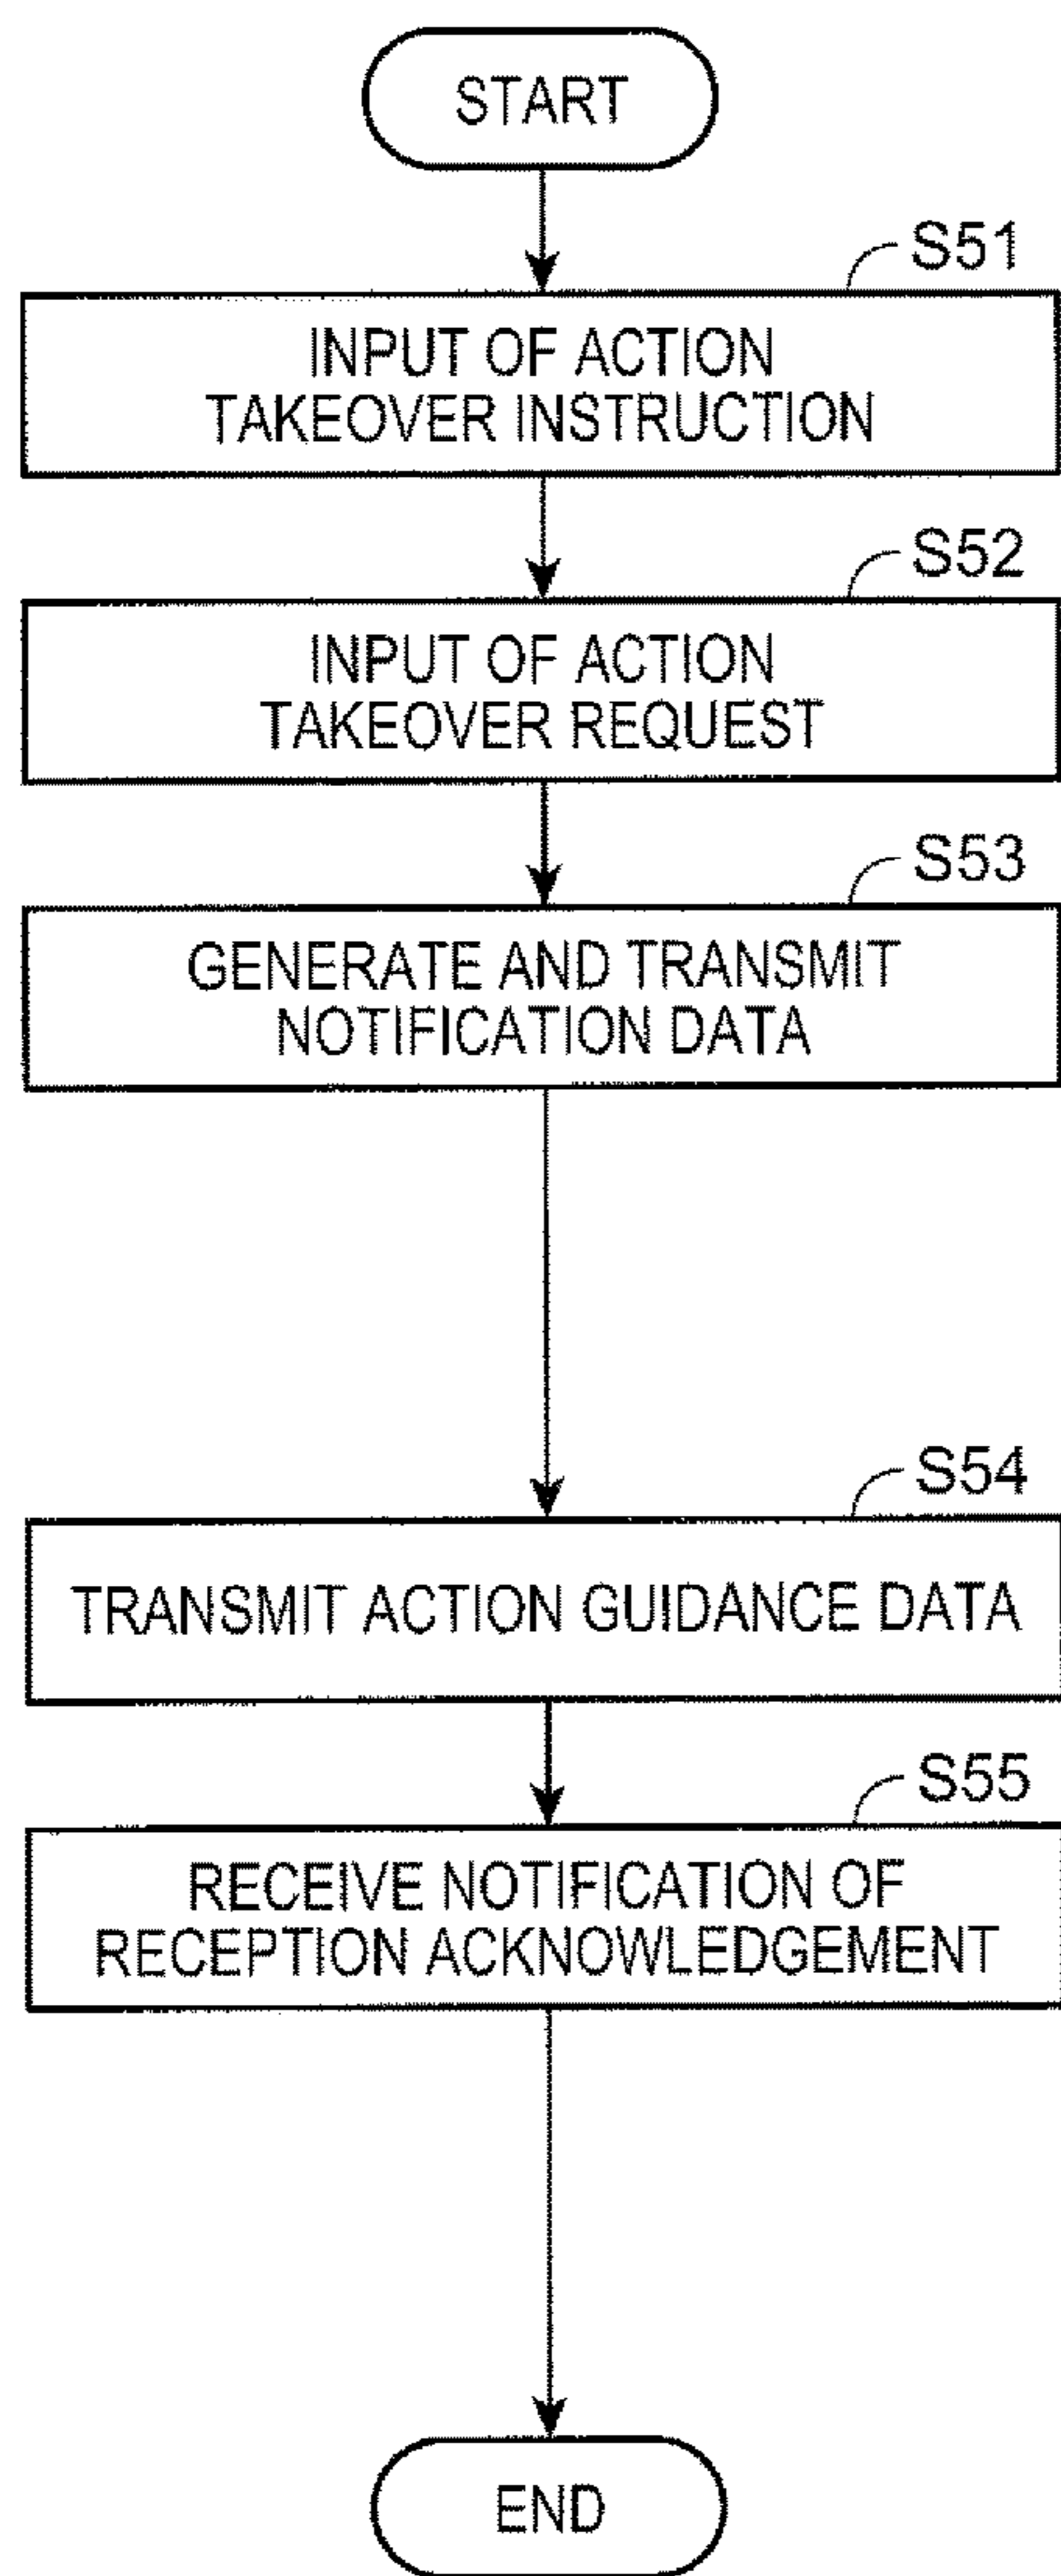 START
S51
INPUT OF ACTION
TAKEOVER INSTRUCTION
S52
INPUT OF ACTION
TAKEOVER REQUEST
S53
GENERATE AND TRANSMIT
NOTIFICATION DATA
S54
TRANSMIT ACTION GUIDANCE DATA
S55
RECEIVE NOTIFICATION OF
RECEPTION ACKNOWLEDGEMENT
END